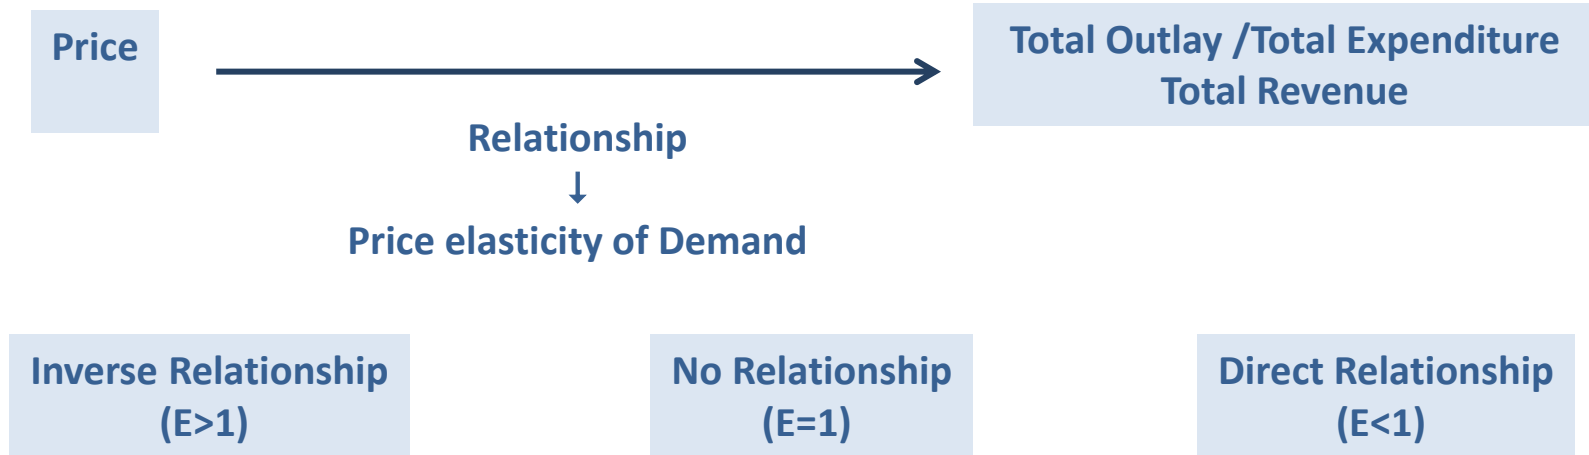 Price
Total Outlay /Total Expenditure
Total Revenue
Relationship
↓
Price elasticity of Demand
Inverse Relationship
(E>1)
No Relationship
(E=1)
Direct Relationship
(E<1)